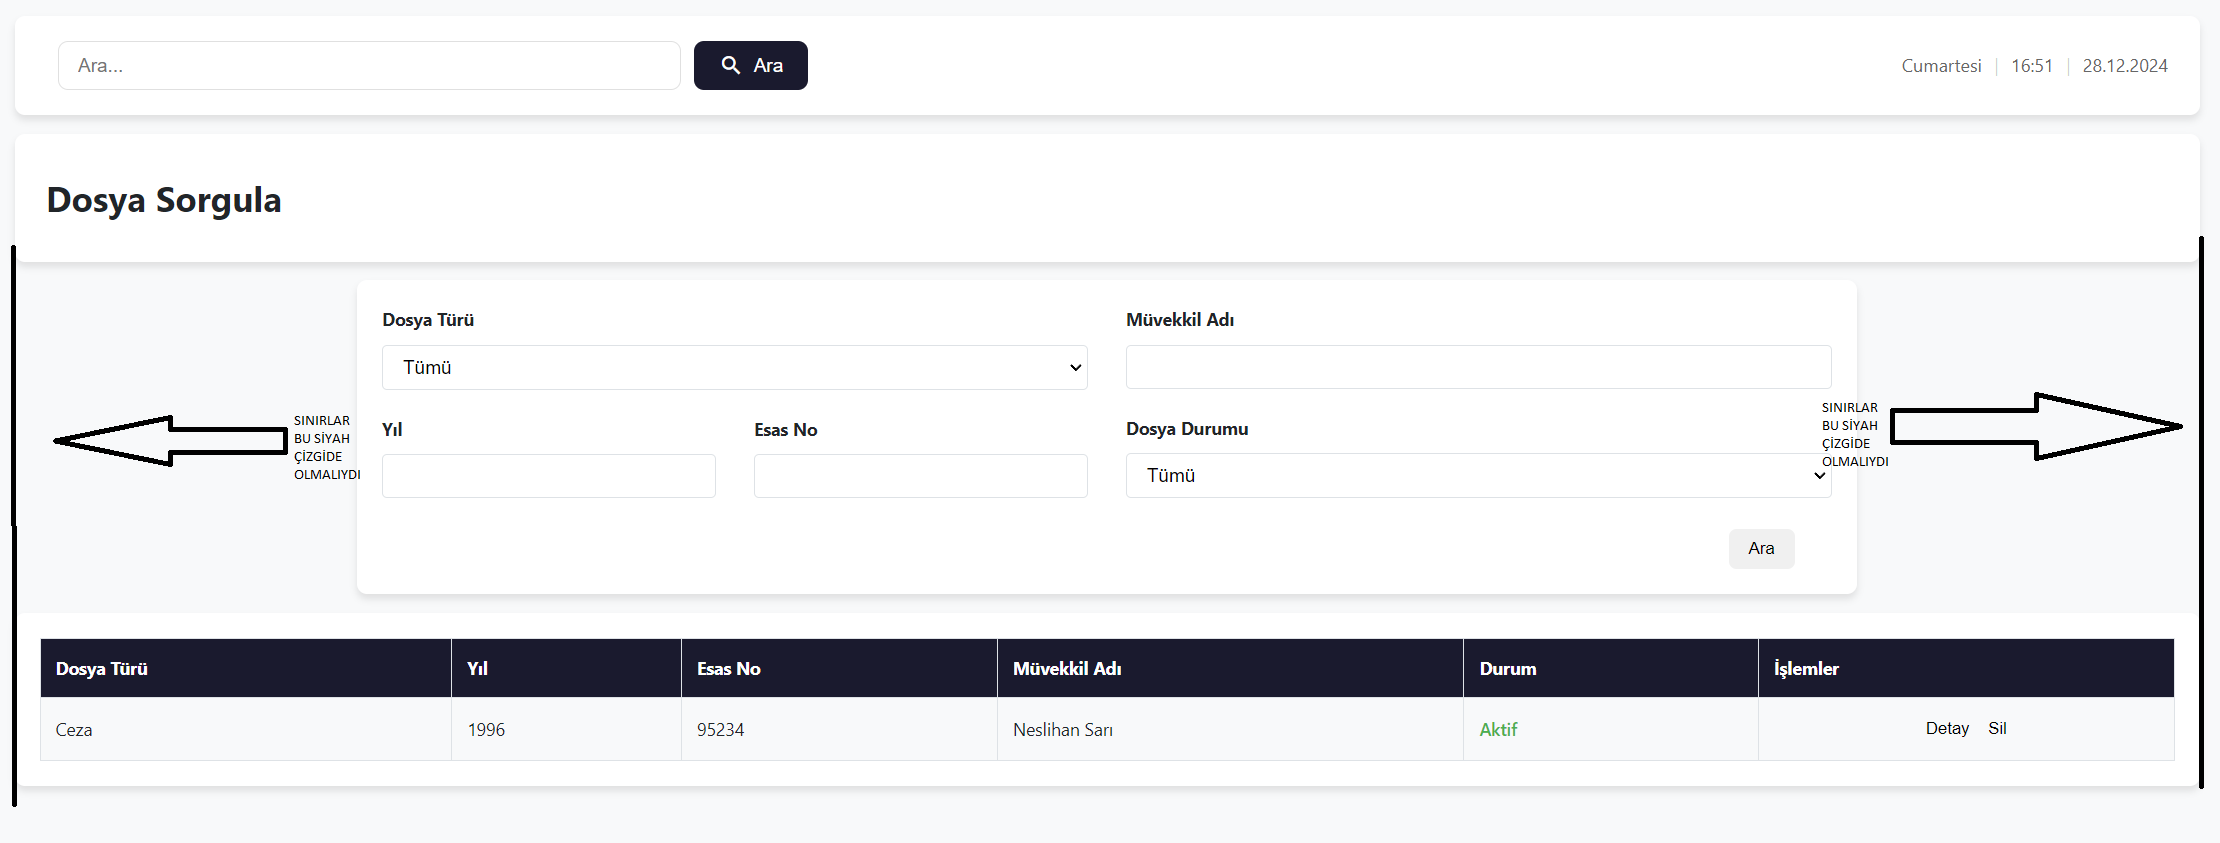 Ara...
Ara
Cumartesi 16:51 28.12.2024
Dosya Sorgula
Dosya Türü
Müvekkil Adı
Tümü
SINIRLAR
BU SİYAH
ÇİZGİDE
OLMALIYDI
Yıl
Esas No
Dosya Durumu
Tümü
SINIRLAR
BU SİYAH
ÇİZGİDE
OLMALIYDI
Ara
Dosya Türü Yıl Esas No Müvekkil Adı Durum İşlemler
Ceza 1996 95234 Neslihan Sarı Aktif Detay Sil